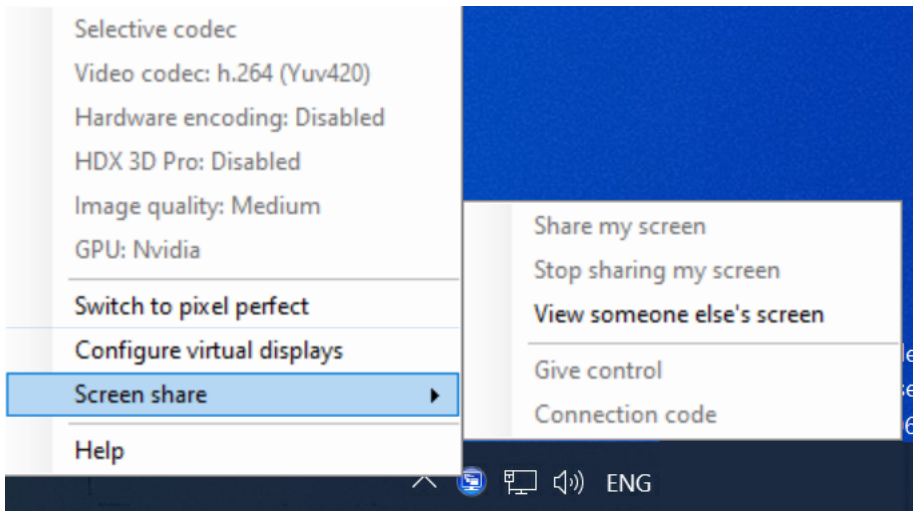 Selective codec
Video codec: h.264 (Yuv420)
Hardware encoding: Disabled
HDX 3D Pro: Disabled
Image quality: Medium
GPU: Nvidia
Switch to pixel perfect
Configure virtual displays
Screen share
Help
Share my screen
Stop sharing my screen
View someone else's screen
Give control
Connection code
ENG